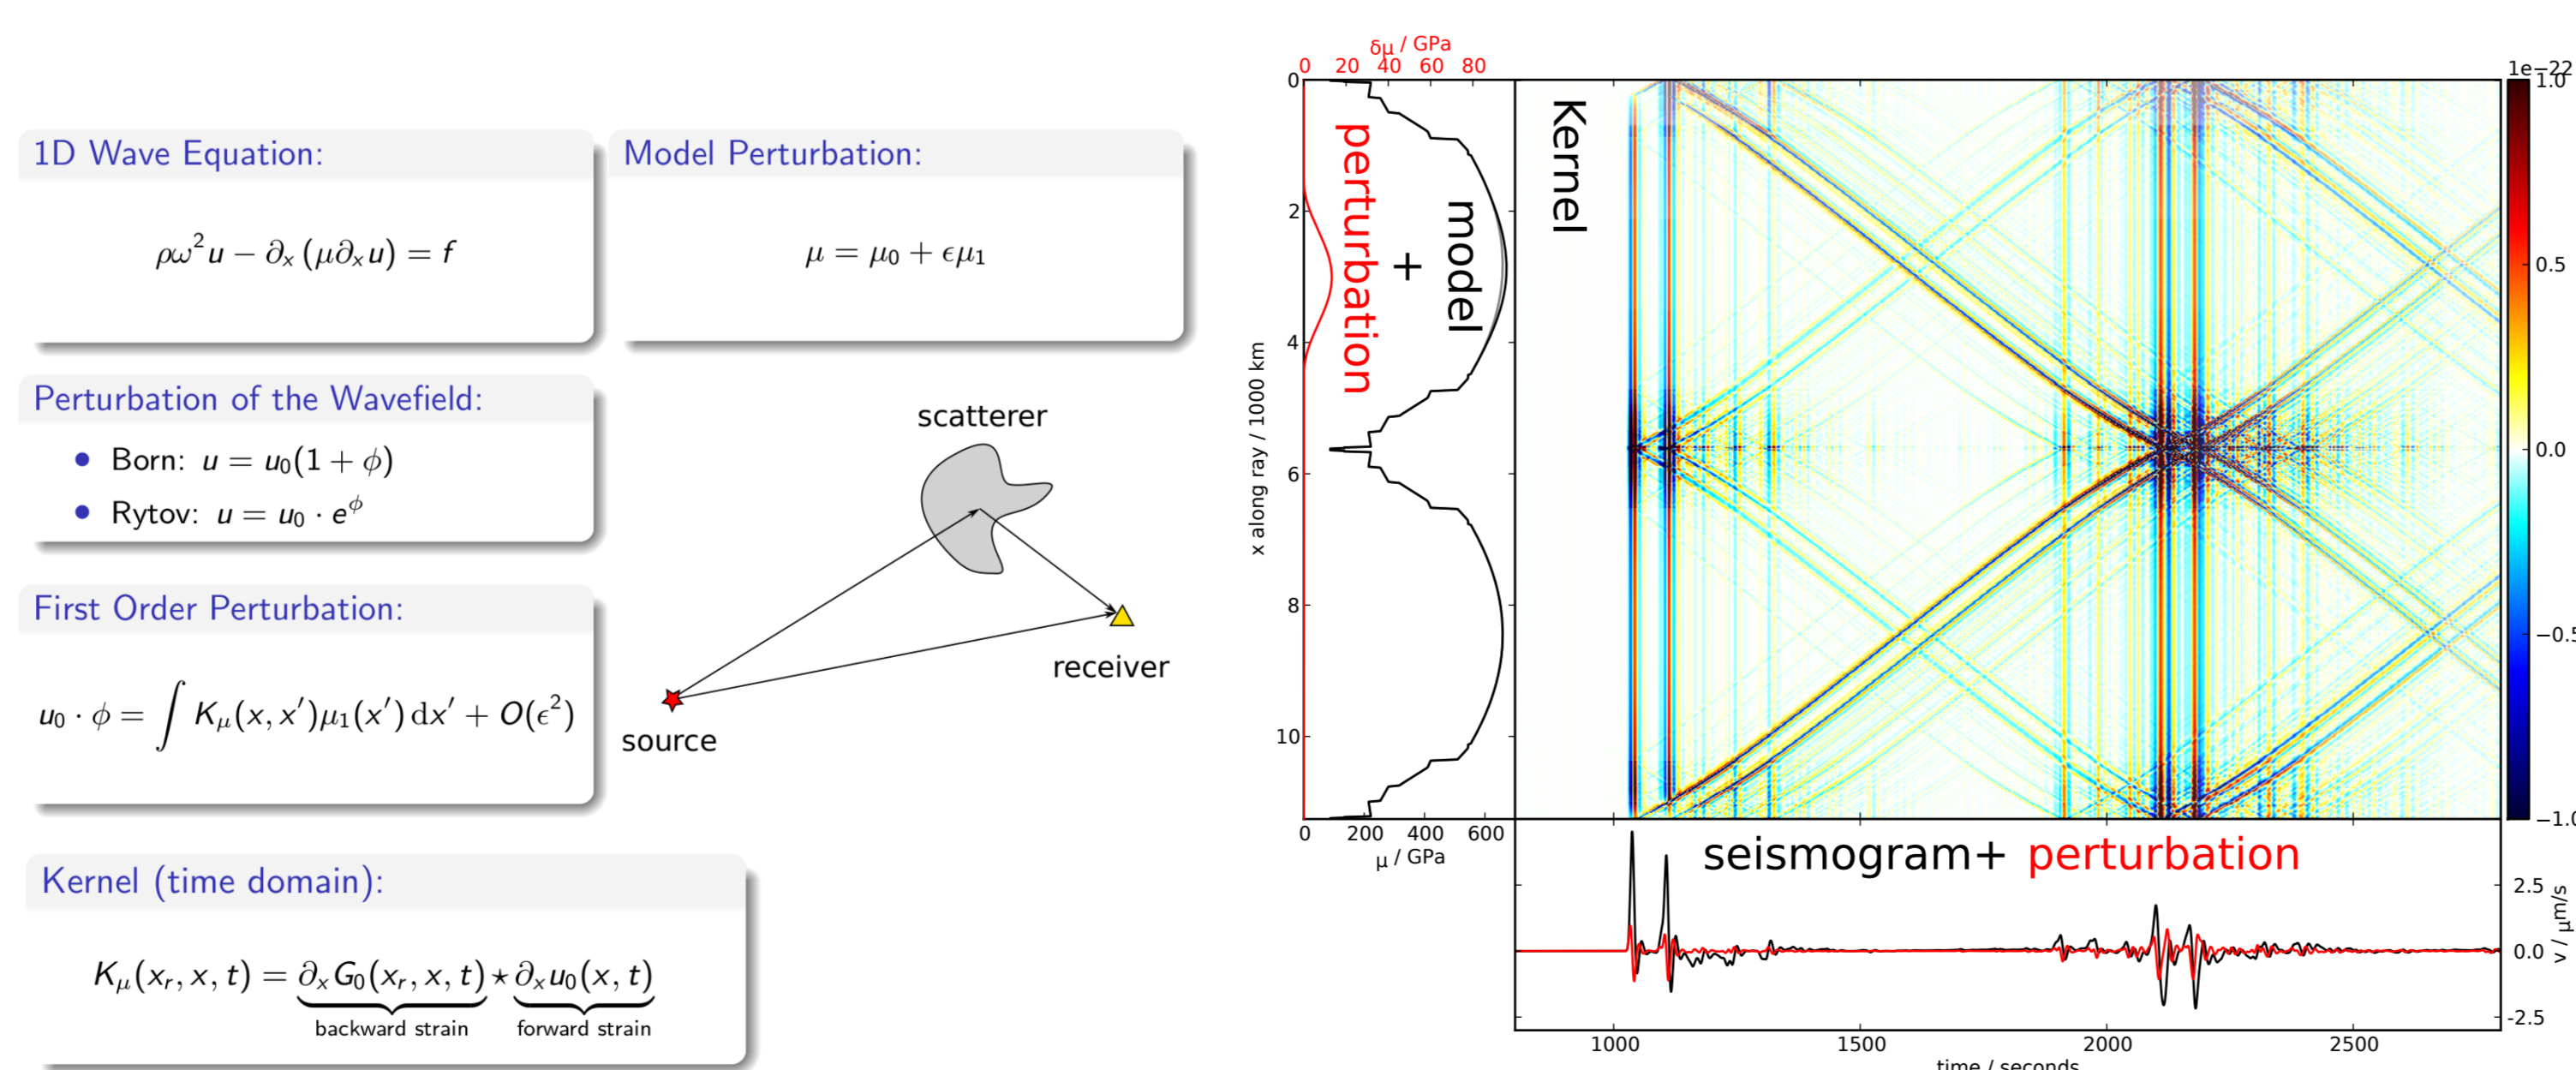 1D Wave Equation:
ρω²u − ∂ₓ (μ∂ₓu) = f
Model Perturbation:
μ = μ₀ + ϵμ₁
Perturbation of the Wavefield:
• Born: u = u₀(1 + ϕ)
• Rytov: u = u₀ · e^ϕ
First Order Perturbation:
u₀ · ϕ = ∫ K_μ(x, x′)μ₁(x′) dx′ + O(ϵ²)
scatterer
receiver
source
Kernel (time domain):
K_μ(x_r, x, t) = ∂ₓG₀(x_r, x, t) ⋆ ∂ₓu₀(x, t)
backward strain
forward strain
δμ / GPa
0 20 40 60 80
0
2
4
6
8
10
x along ray / 1000 km
perturbation
+
model
0 200 400 600
μ / GPa
Kernel
1e−22
1.0
0.5
0.0
−0.5
−1.0
seismogram+ perturbation
2.5
0.0
-2.5
v / μm/s
1000 1500 2000 2500
time / seconds